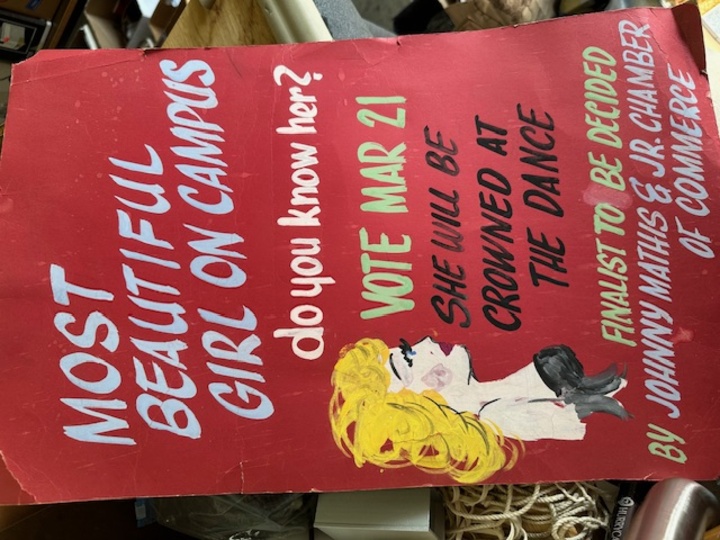 MOST
BEAUTIFUL
GIRL ON CAMPUS
do you know her?
VOTE MAR 21
SHE WILL BE
CROWNED AT
THE DANCE
FINALIST TO BE DECIDED
BY JOHNNY MATHIS & JR. CHAMBER
OF COMMERCE